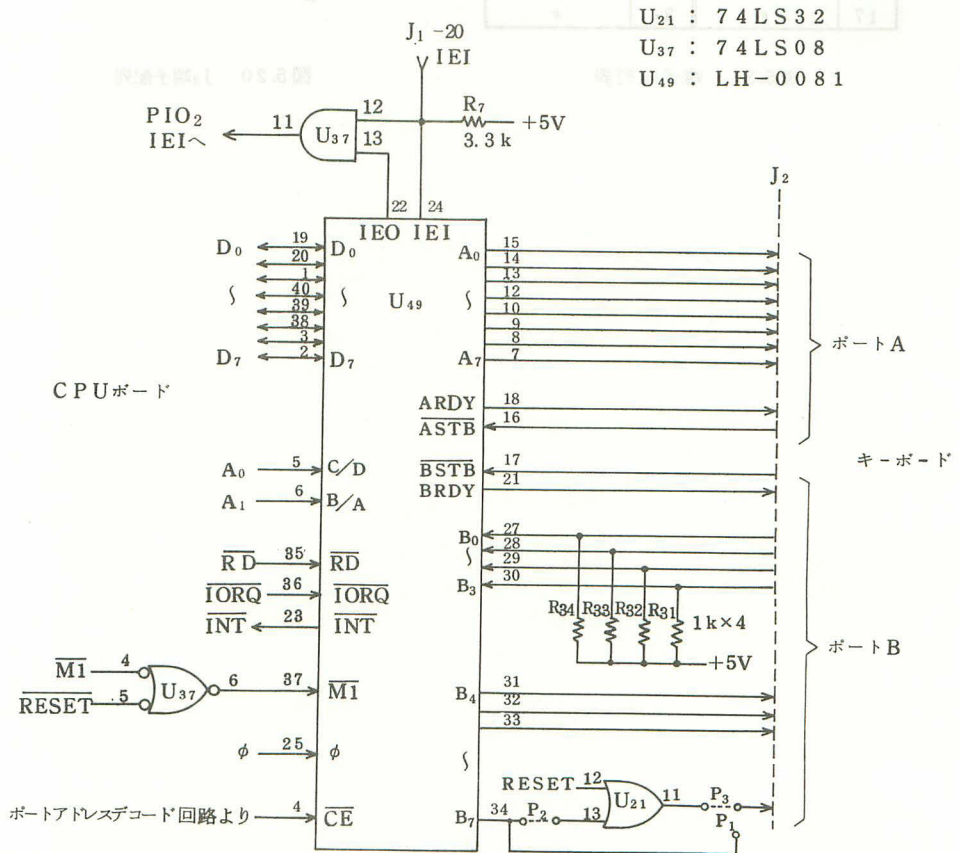 17
U21 : 74LS32
U37 : 74LS08
U49 : LH-0081
J1 -20
IEI
PIO2
IEIへ
11
U37
12
13
R7
3.3k
+5V
J2
22
24
IEO IEI
D0
19
D0
20
1
40
39
38
3
D7
2
D7
U49
A0
15
14
13
12
10
9
8
A7
7
ポートA
CPUボード
ARDY
18
ASTB
16
キーボード
A0
5
C/D
BSTB
17
A1
6
B/A
BRDY
21
B0
27
28
29
B3
30
RD
35
RD
IORQ
36
IORQ
INT
23
INT
R34
R33
R32
R31
1k×4
+5V
ポートB
M1
4
RESET
5
U37
6
37
M1
B4
31
32
33
φ
25
φ
RESET
12
U21
11
P3
ポートアドレスデコード回路より
4
CE
B7
34
P2
13
P1